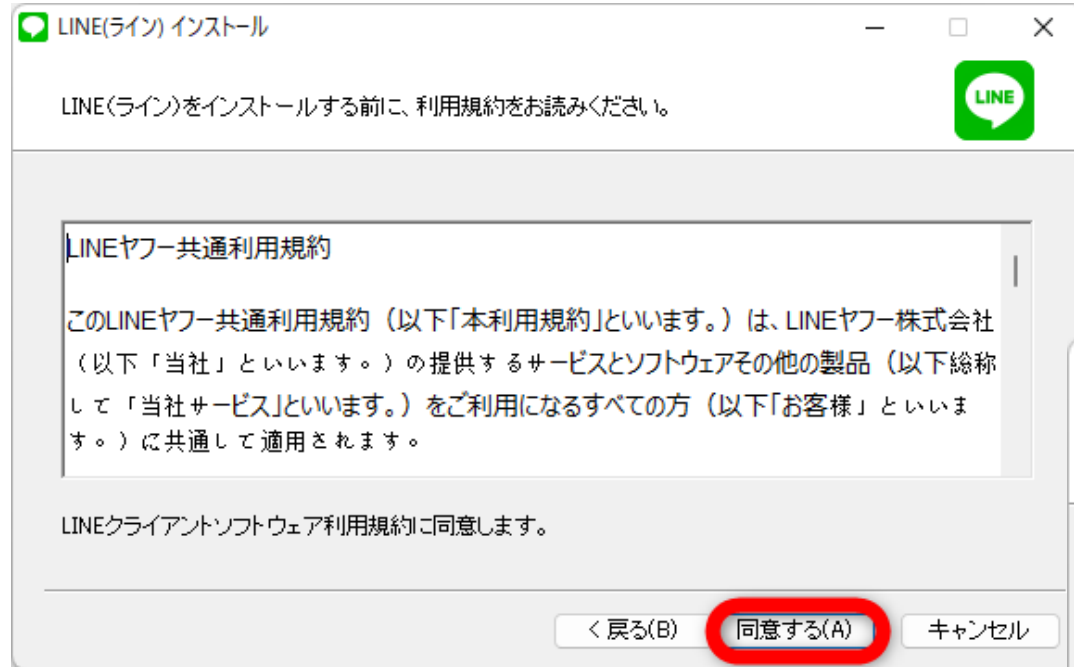 LINE(ライン) インストール
LINE(ライン)をインストールする前に、利用規約をお読みください。
LINE
LINEヤフー共通利用規約
このLINEヤフー共通利用規約（以下「本利用規約」といいます。）は、LINEヤフー株式会社
（以下「当社」といいます。）の提供するサービスとソフトウェアその他の製品（以下総称
して「当社サービス」といいます。）をご利用になるすべての方（以下「お客様」といいま
す。）に共通して適用されます。
LINEクライアントソフトウェア利用規約に同意します。
< 戻る(B) 同意する(A) キャンセル